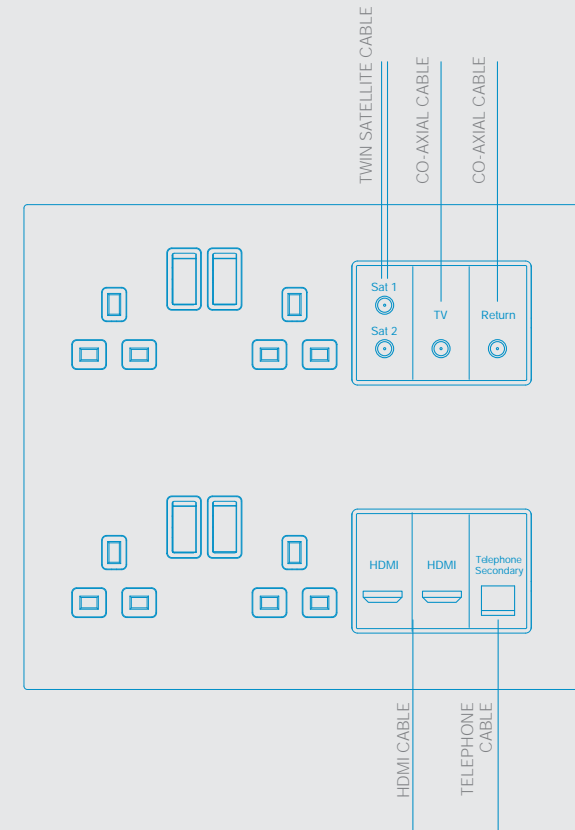 TWIN SATELLITE CABLE
CO-AXIAL CABLE
CO-AXIAL CABLE
Sat 1
Sat 2
TV
Return
HDMI
HDMI
Telephone
Secondary
HDMI CABLE
TELEPHONE
CABLE